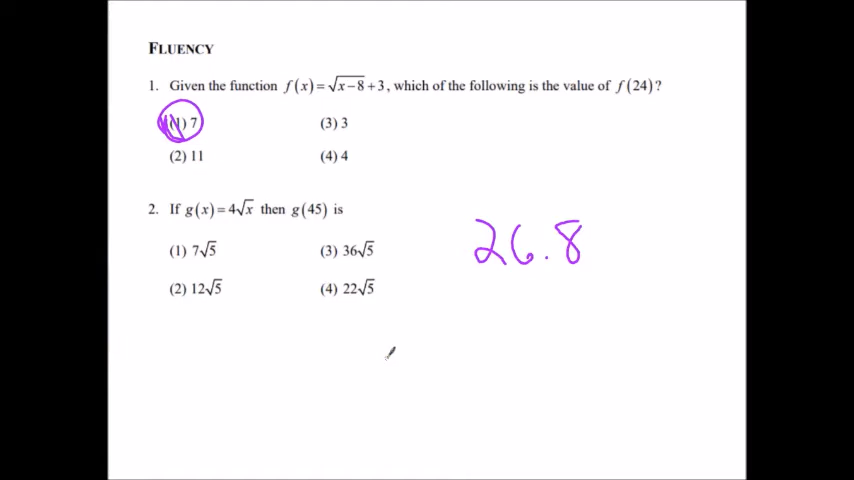 FLUENCY
1. Given the function f(x)=√x−8+3, which of the following is the value of f(24)?
(1) 7 (3) 3
(2) 11 (4) 4
2. If g(x)=4√x then g(45) is
(1) 7√5 (3) 36√5
(2) 12√5 (4) 22√5
26.8